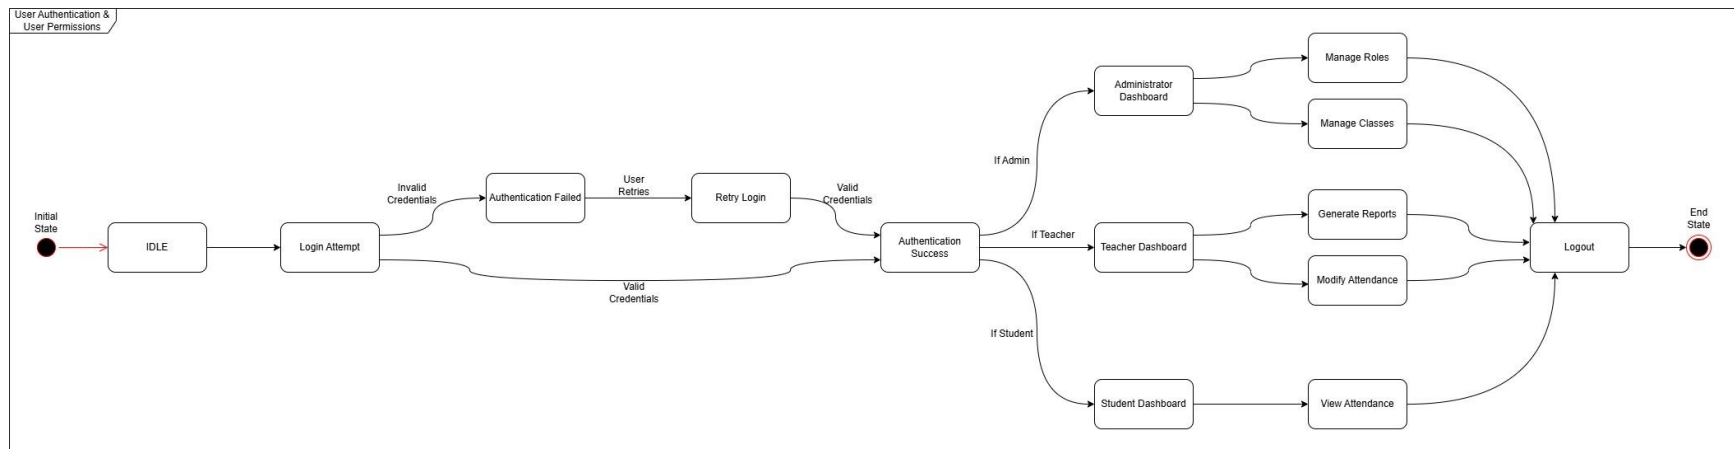 User Authentication &
User Permissions
Initial
State
IDLE
Login Attempt
Invalid
Credentials
Authentication Failed
User
Retries
Retry Login
Valid
Credentials
Valid
Credentials
Authentication
Success
If Admin
If Teacher
If Student
Administrator
Dashboard
Manage Roles
Manage Classes
Teacher Dashboard
Generate Reports
Modify Attendance
Student Dashboard
View Attendance
Logout
End
State